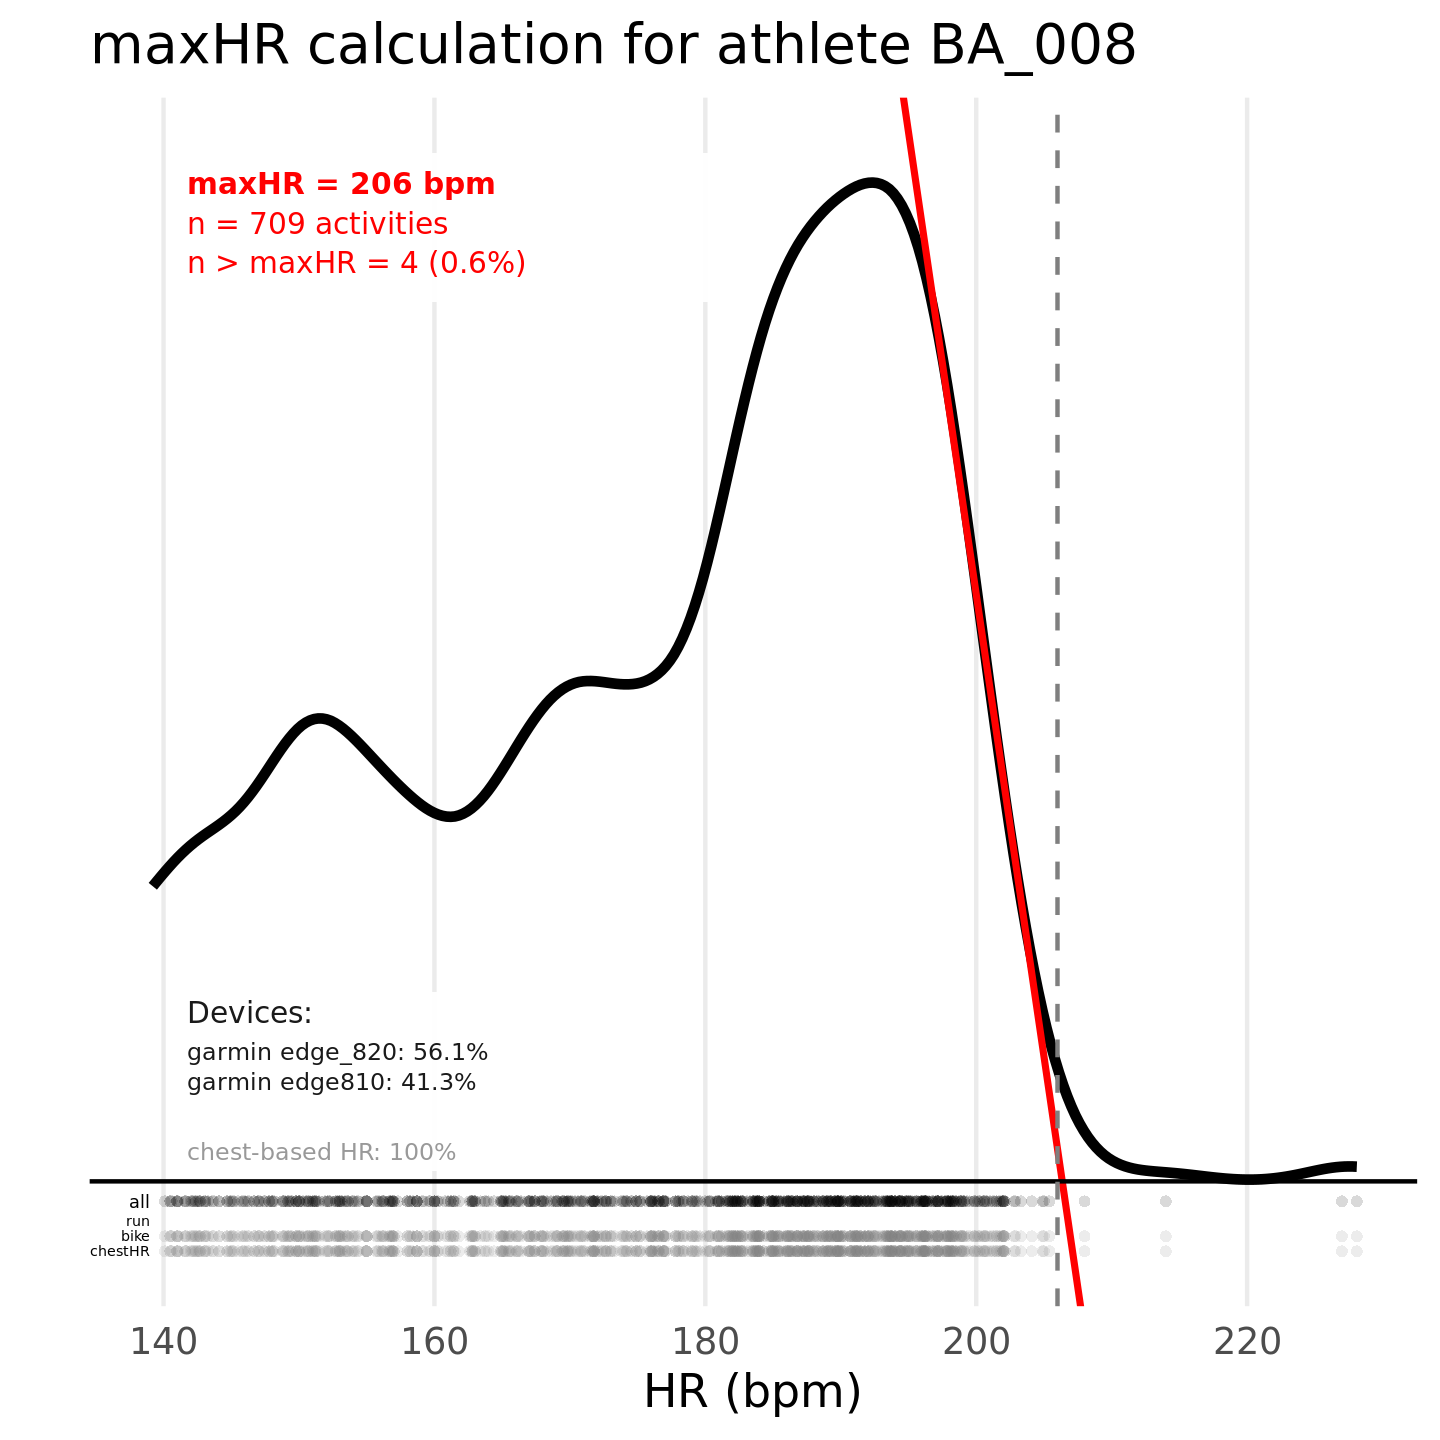 maxHR calculation for athlete BA_008
maxHR = 206 bpm
n = 709 activities
n > maxHR = 4 (0.6%)
Devices:
garmin edge_820: 56.1%
garmin edge810: 41.3%
chest-based HR: 100%
all
run
bike
chestHR
140 160 180 200 220
HR (bpm)